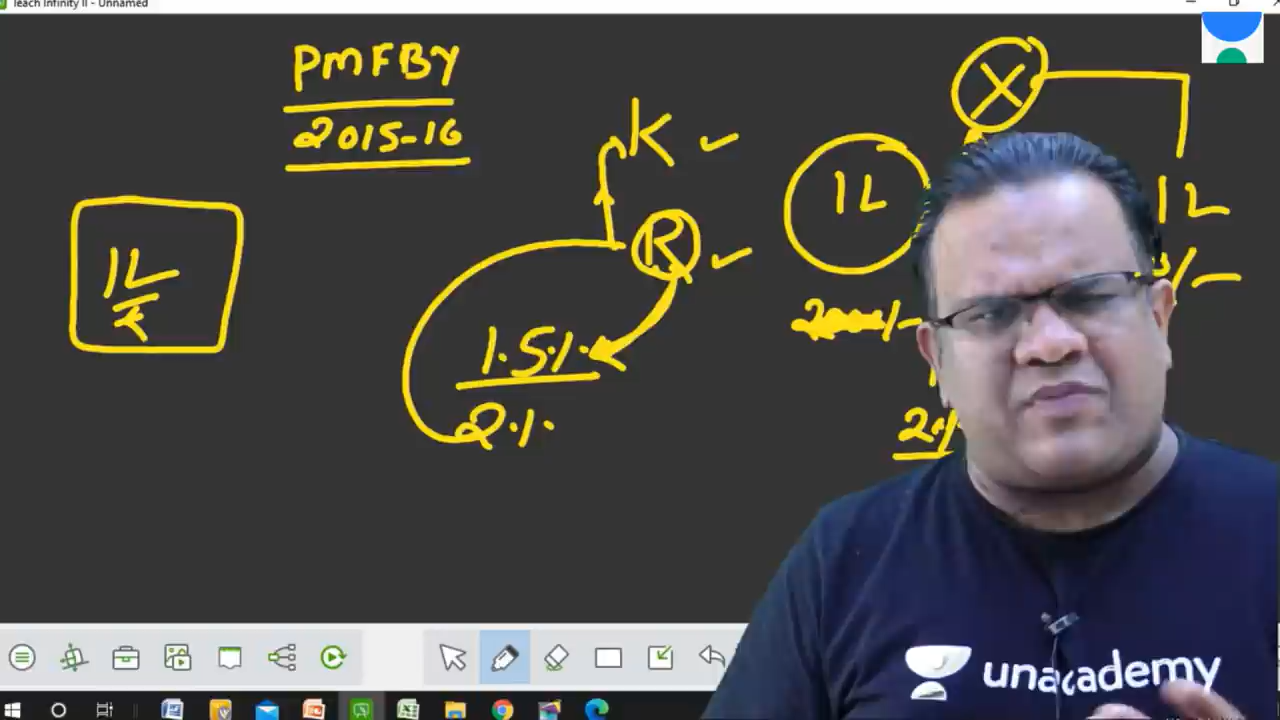 Teach Infinity II - Unnamed
PMFBY
2015-16
K
R
1.5%
2%
1L
₹
X
1L
1L
2%
unacademy